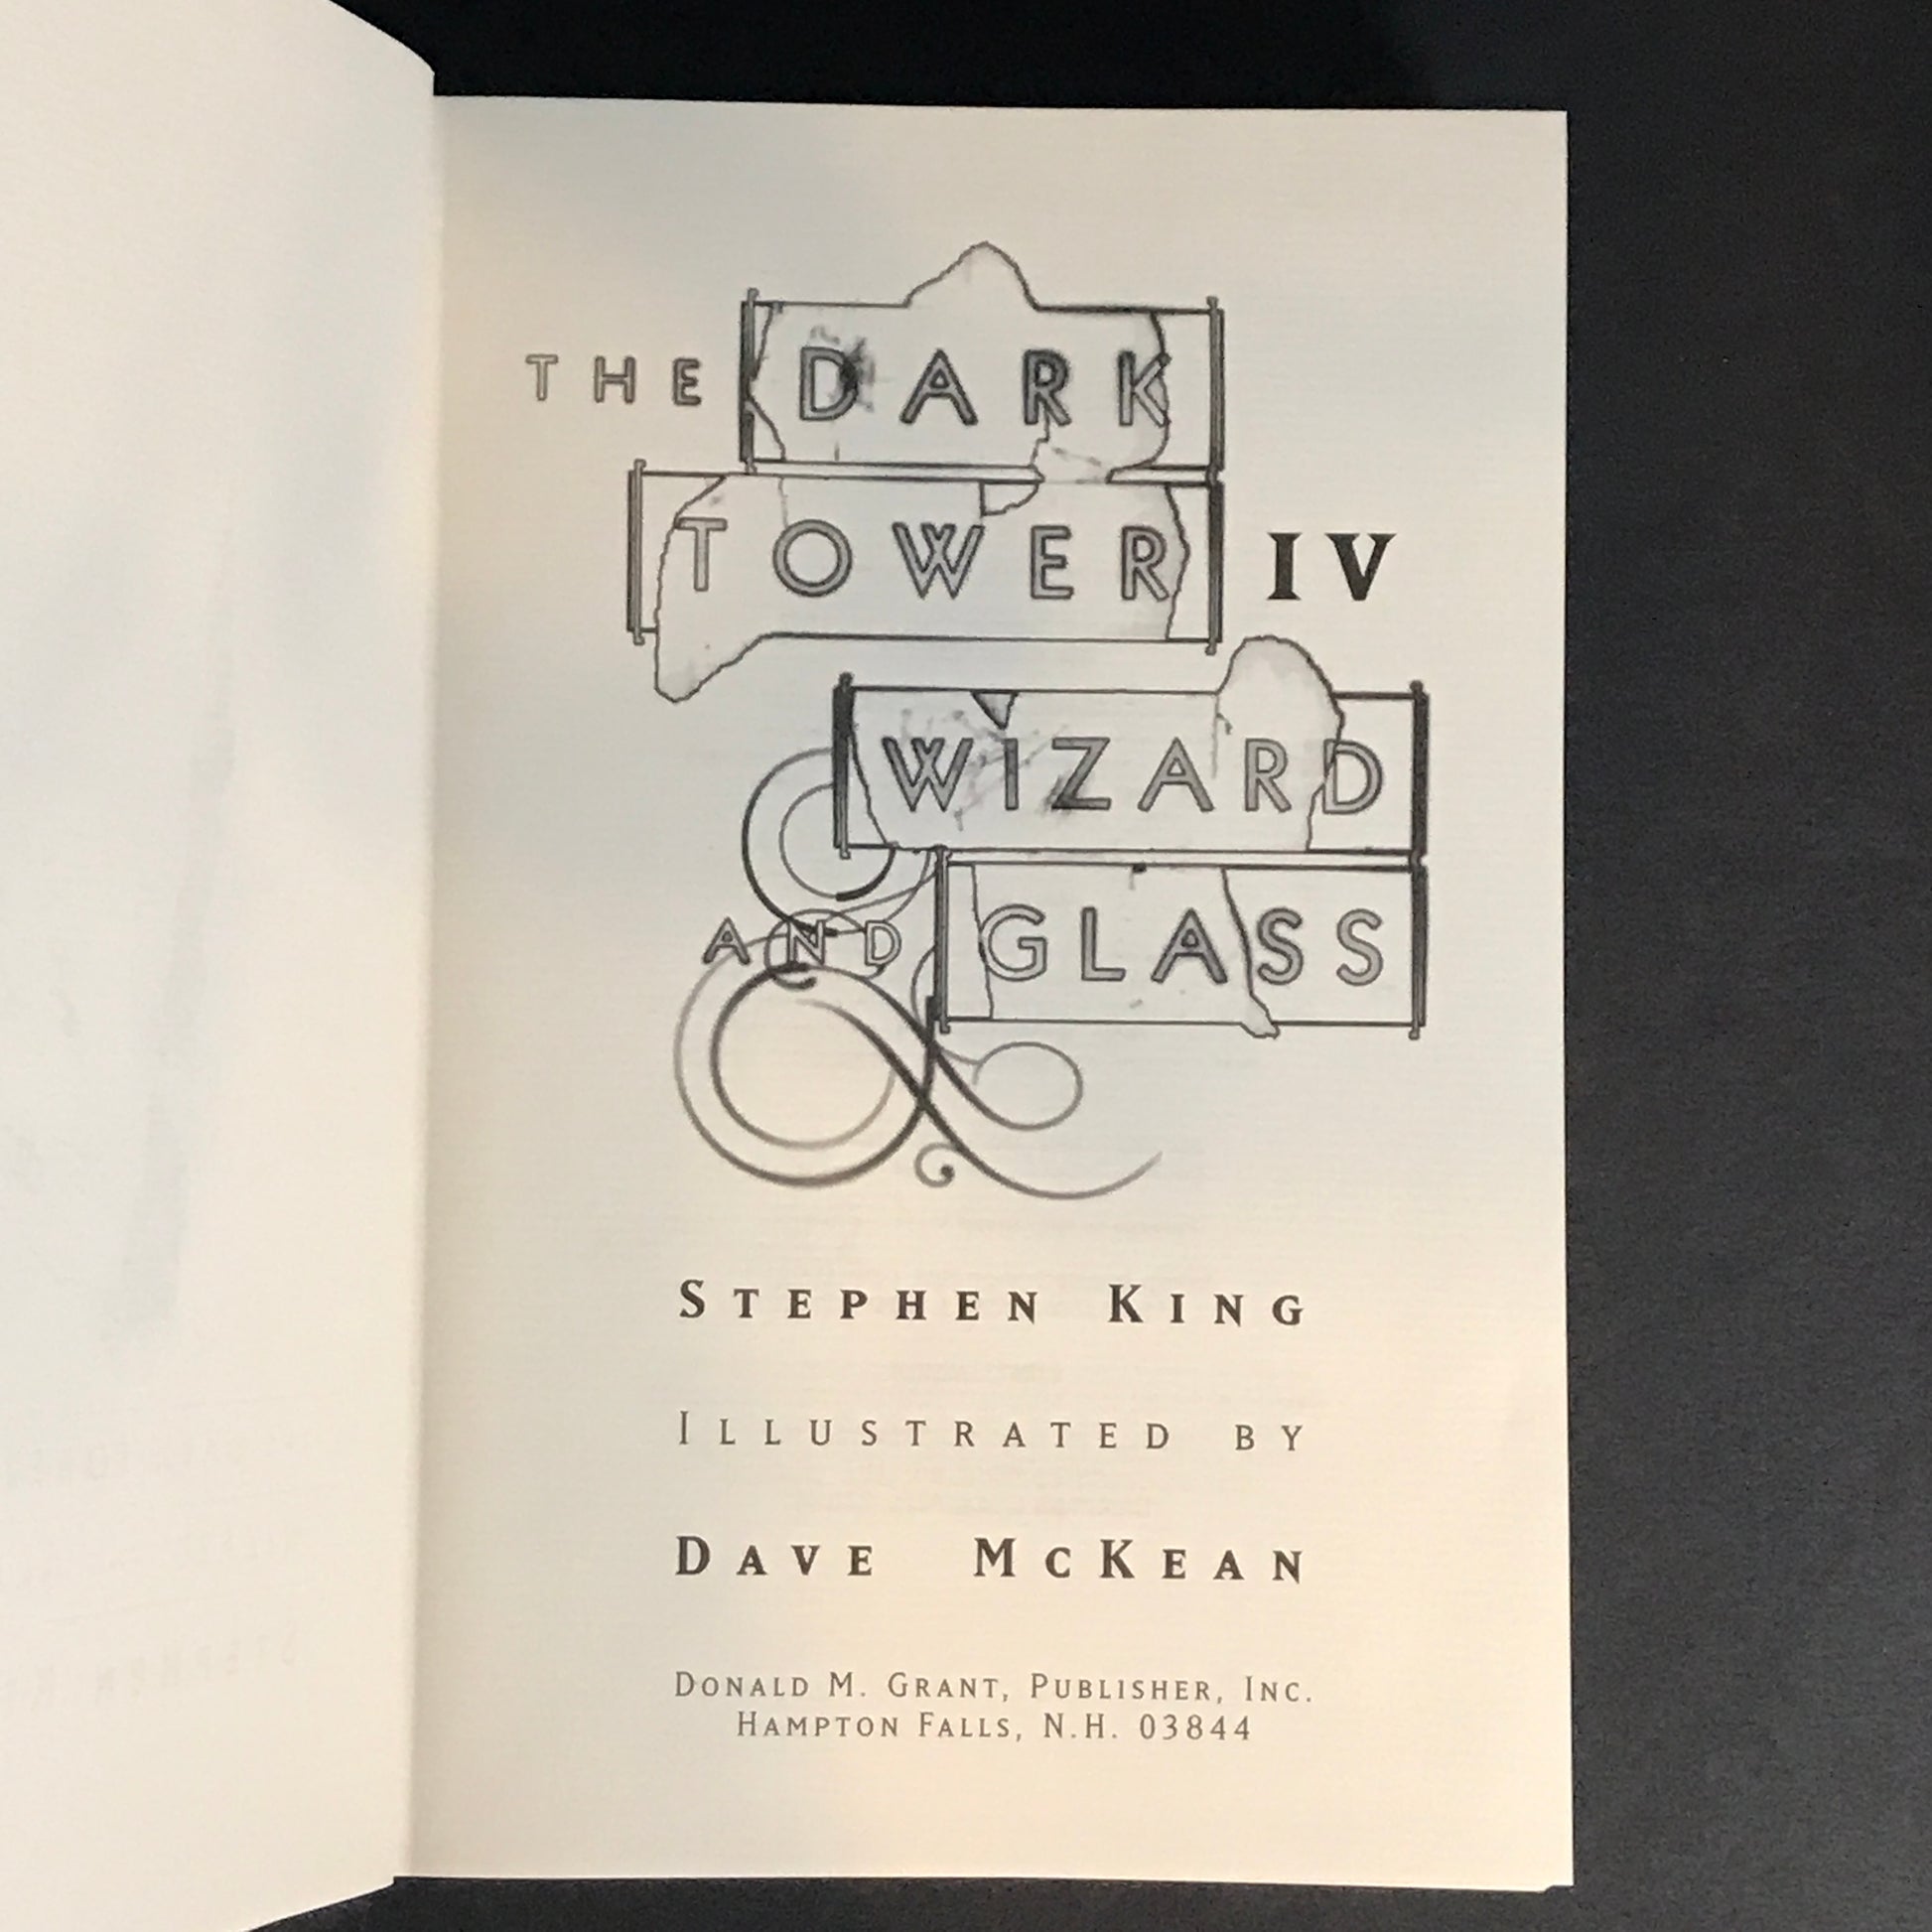 THE DARK
TOWER IV
WIZARD
AND GLASS
STEPHEN KING
ILLUSTRATED BY
DAVE MCKEAN
DONALD M. GRANT, PUBLISHER, INC.
HAMPTON FALLS, N.H. 03844